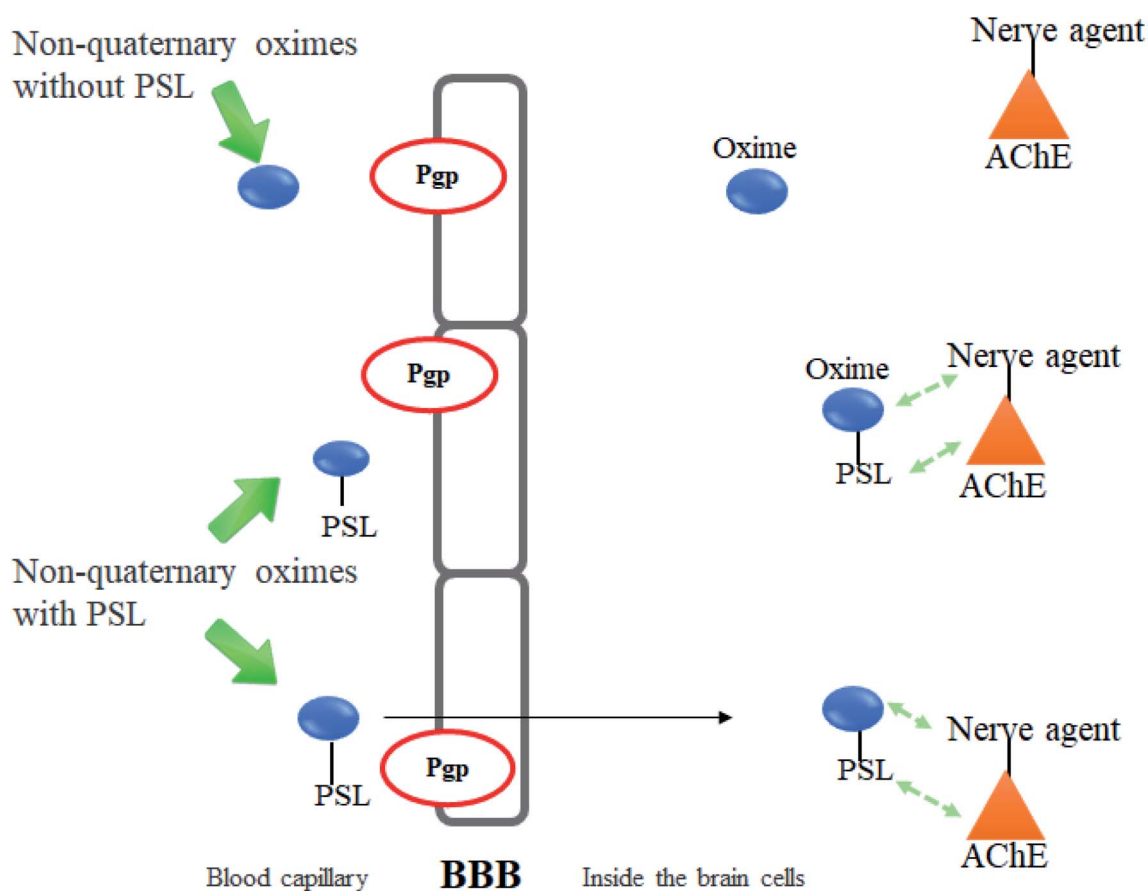 Non-quaternary oximes
without PSL
Nerve agent
Pgp
Oxime
AChE
Pgp
Oxime
Nerve agent
PSL
AChE
PSL
Non-quaternary oximes
with PSL
Nerve agent
PSL
Pgp
PSL
AChE
Blood capillary
BBB
Inside the brain cells